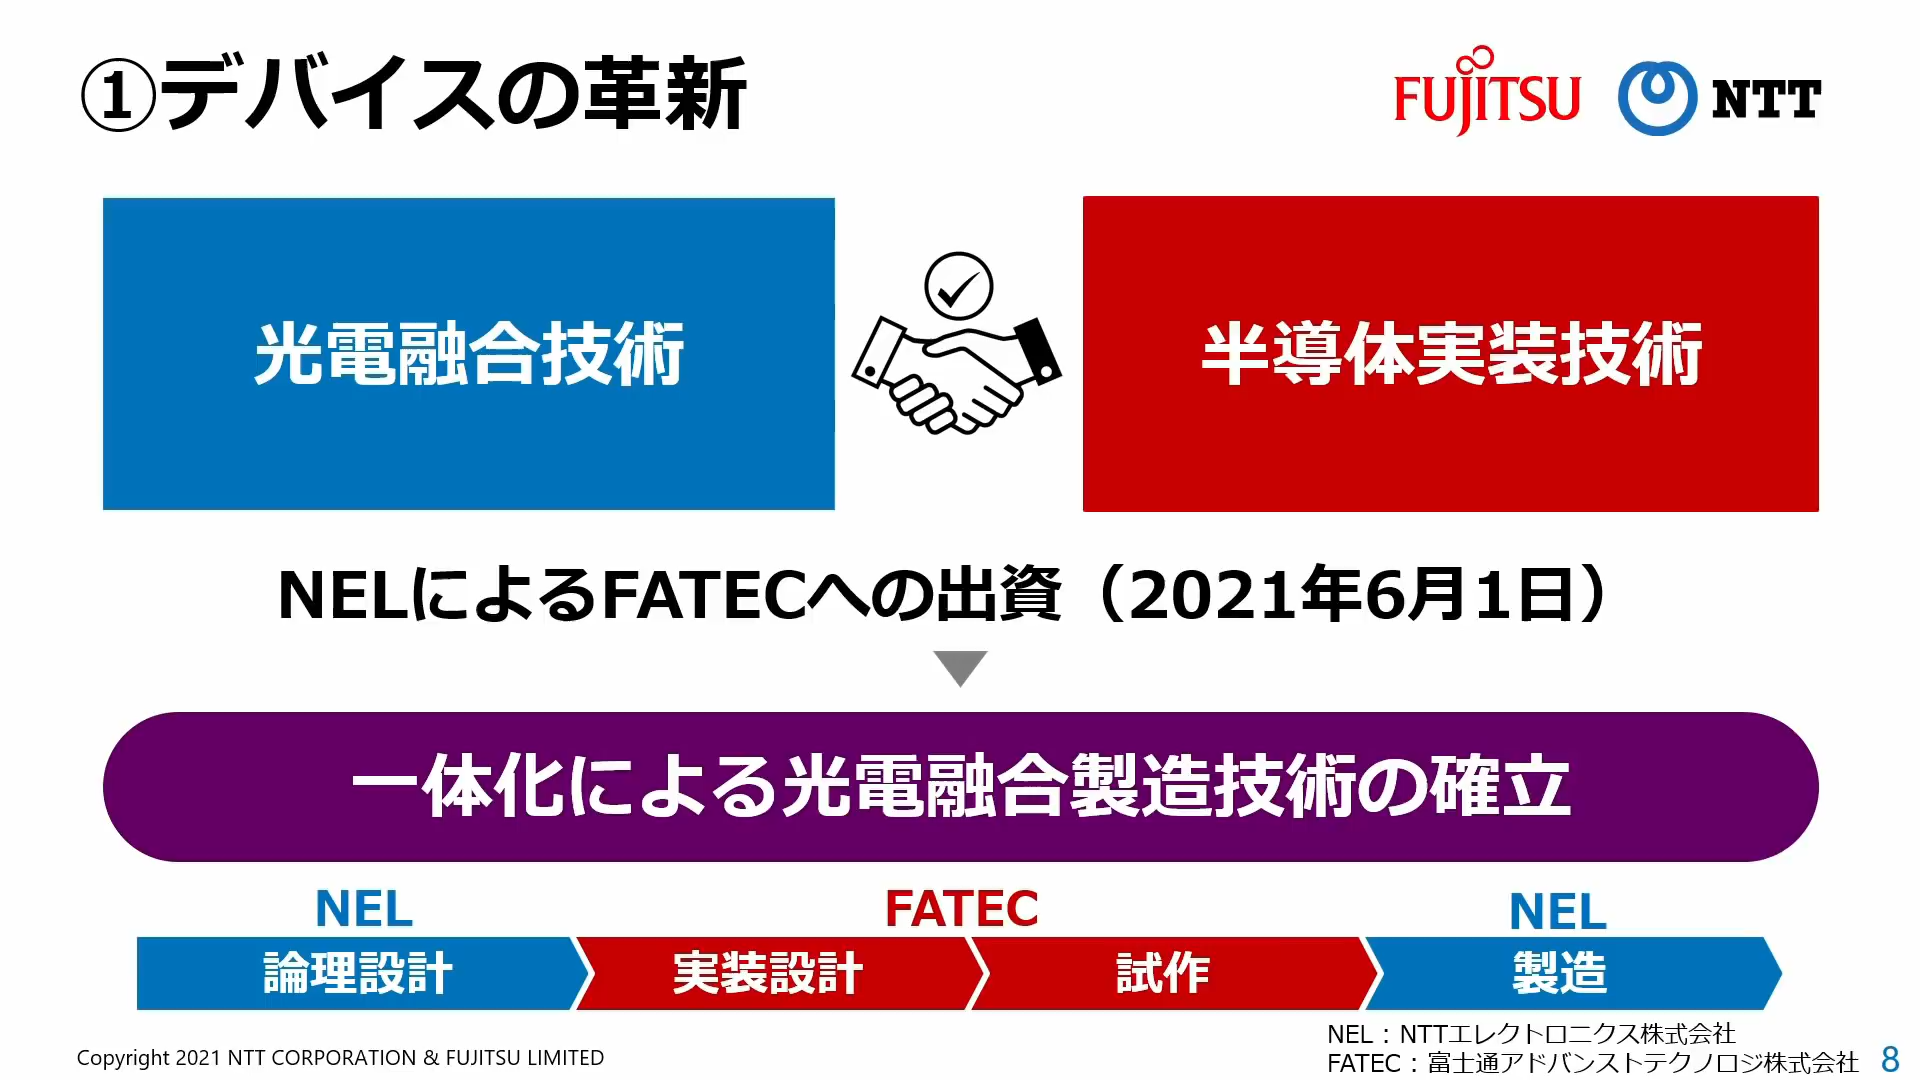 ①デバイスの革新
FUJITSU
NTT
光電融合技術
半導体実装技術
NELによるFATECへの出資（2021年6月1日）
一体化による光電融合製造技術の確立
NEL
FATEC
NEL
論理設計
実装設計
試作
製造
NEL：NTTエレクトロニクス株式会社
FATEC：富士通アドバンストテクノロジ株式会社
Copyright 2021 NTT CORPORATION & FUJITSU LIMITED
8